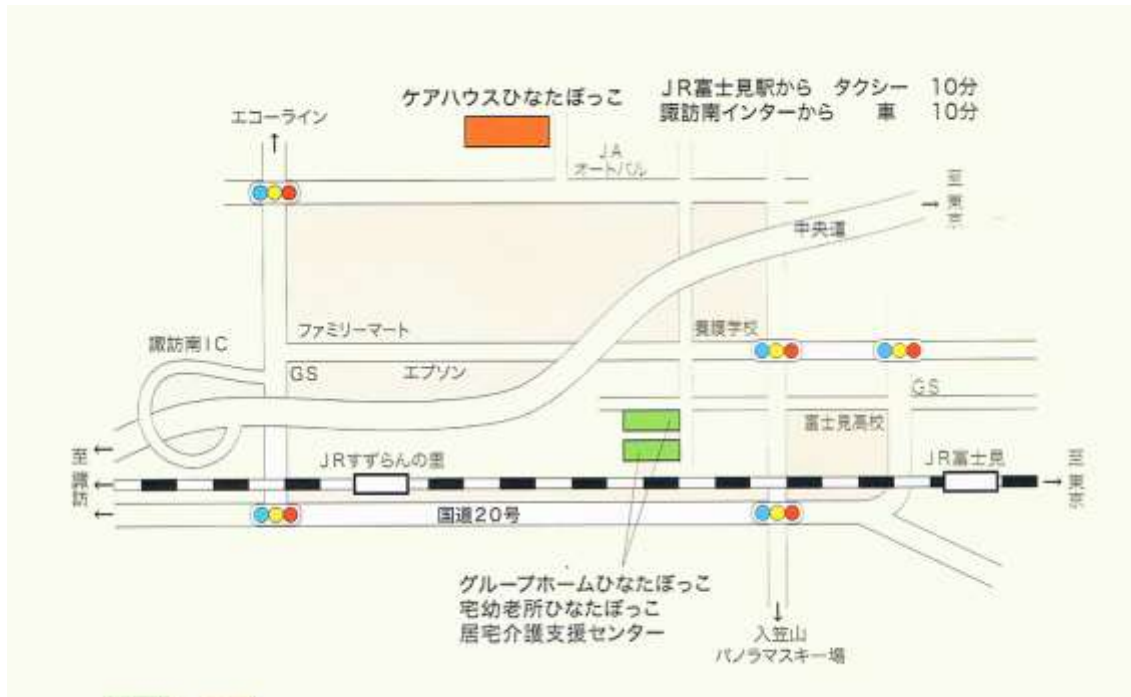 JR富士見駅から タクシー 10分
ケアハウスひなたぼっこ
諏訪南インターから 車 10分
エコーライン
↑
JA
オートパル
至東京
→
中央道
ファミリーマート
養護学校
諏訪南IC
GS
エプソン
GS
富士見高校
至諏訪
←
←
←
JRすずらんの里
JR富士見
→
至東京
国道20号
グループホームひなたぼっこ
宅幼老所ひなたぼっこ
居宅介護支援センター
↓
入笠山
パノラマスキー場